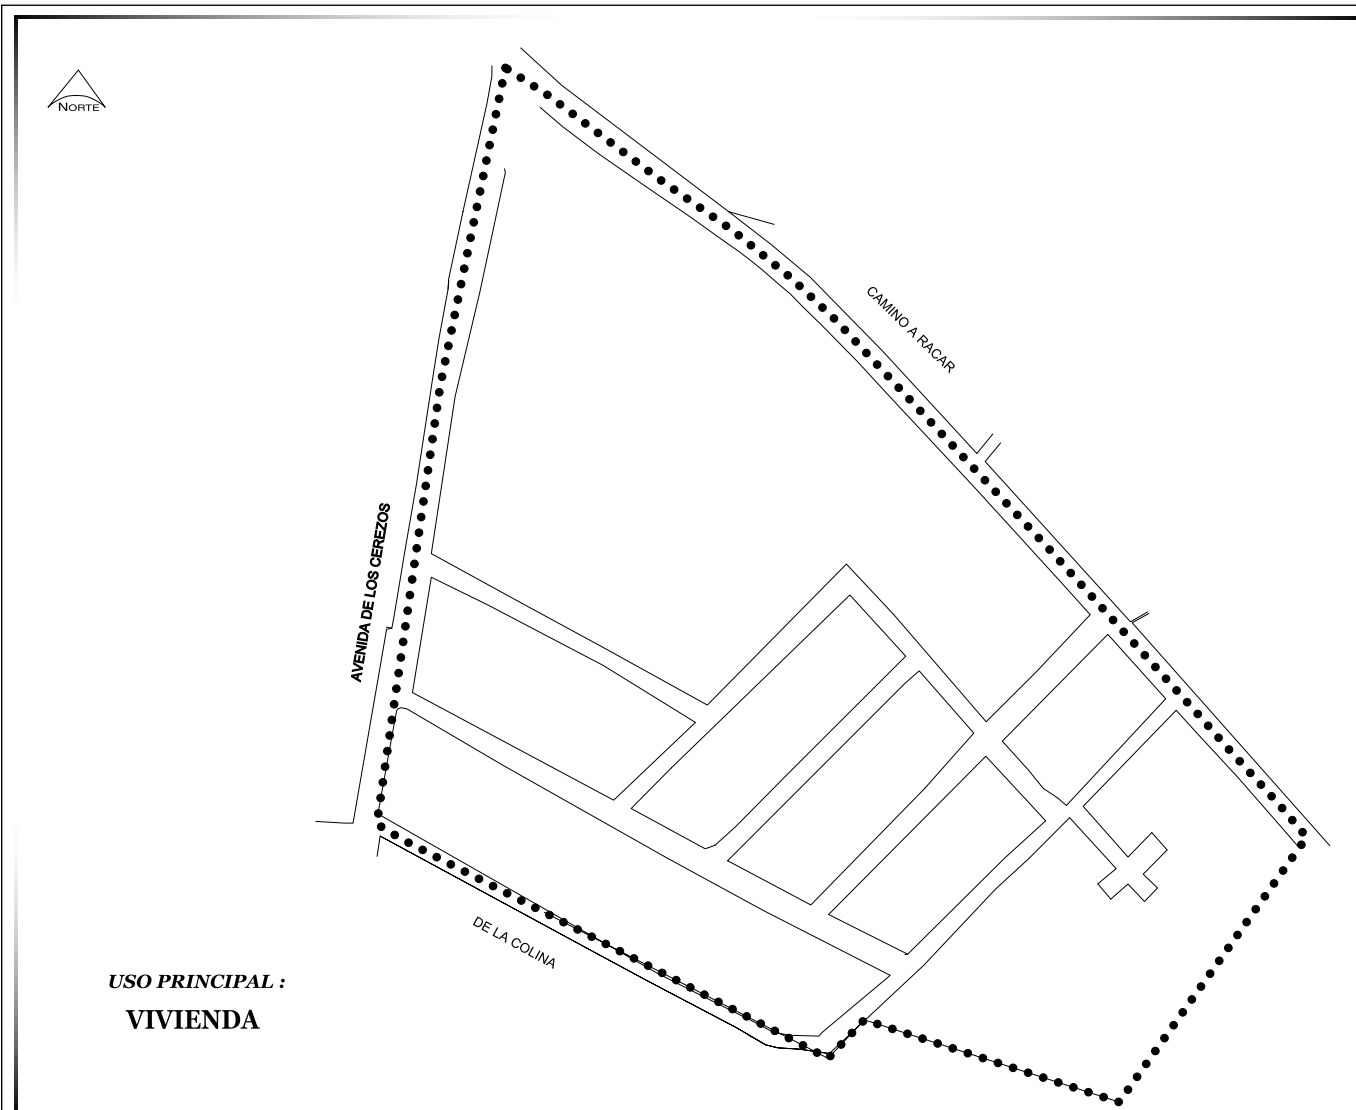 NORTE
CAMINO A RACAR
AVENIDA DE LOS CEREZOS
DE LA COLINA
USO PRINCIPAL :
VIVIENDA